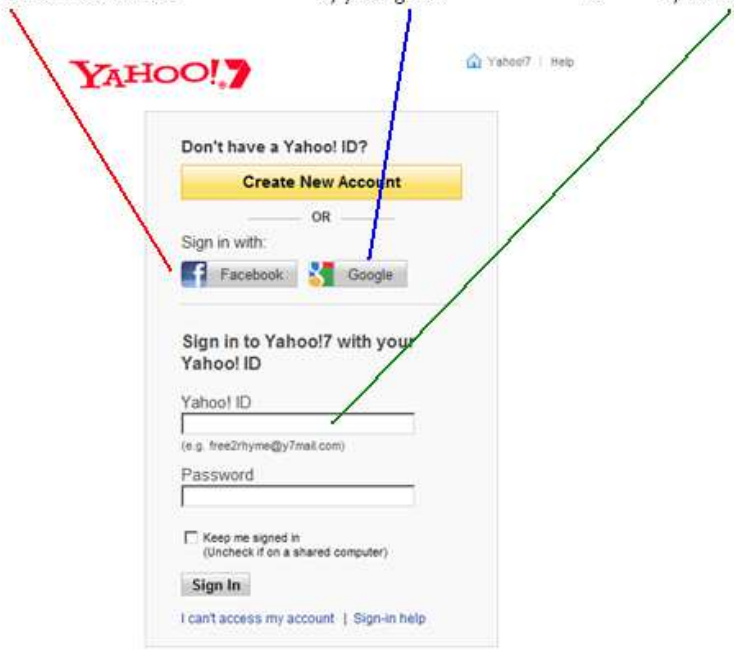 YAHOO!7
Yahoo!7 | Help
Don't have a Yahoo! ID?
Create New Account
OR
Sign in with:
Facebook
Google
Sign in to Yahoo!7 with your
Yahoo! ID
Yahoo! ID
(e.g. free2rhyme@y7mail.com)
Password
Keep me signed in
(Uncheck if on a shared computer)
Sign In
I can't access my account | Sign-in help